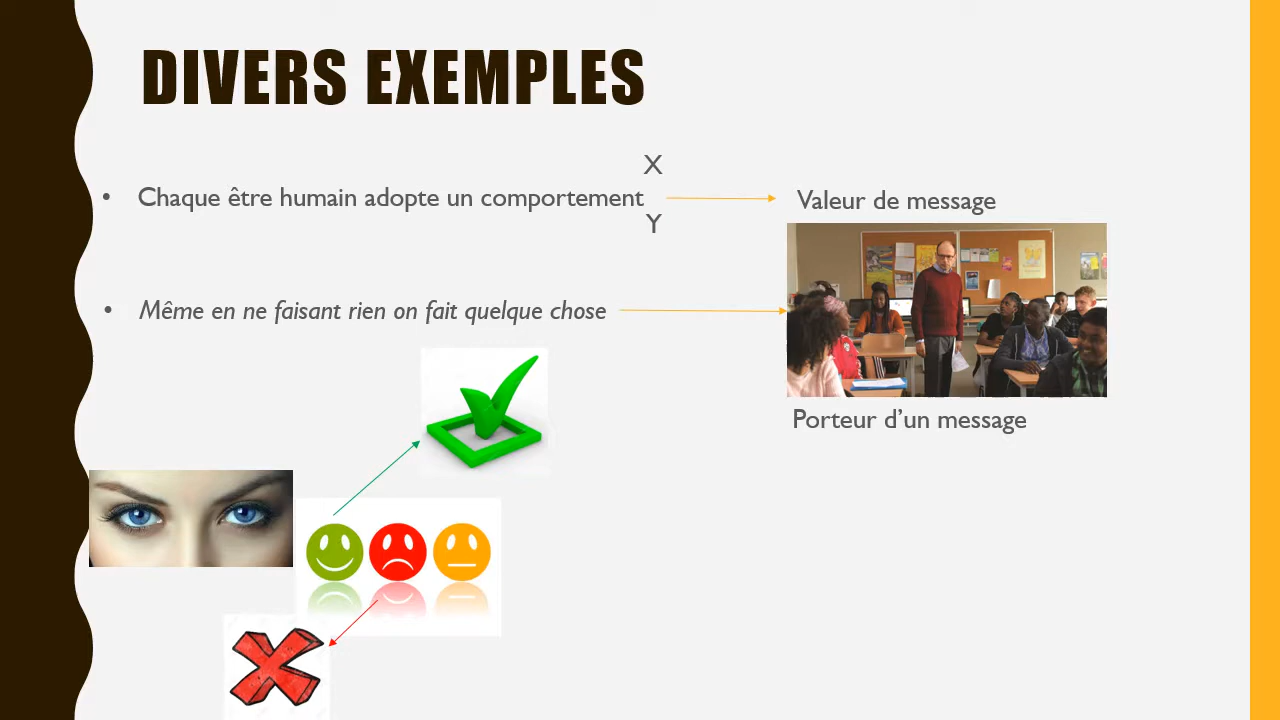 DIVERS EXEMPLES
X
• Chaque être humain adopte un comportement
Valeur de message
Y
• Même en ne faisant rien on fait quelque chose
Porteur d’un message